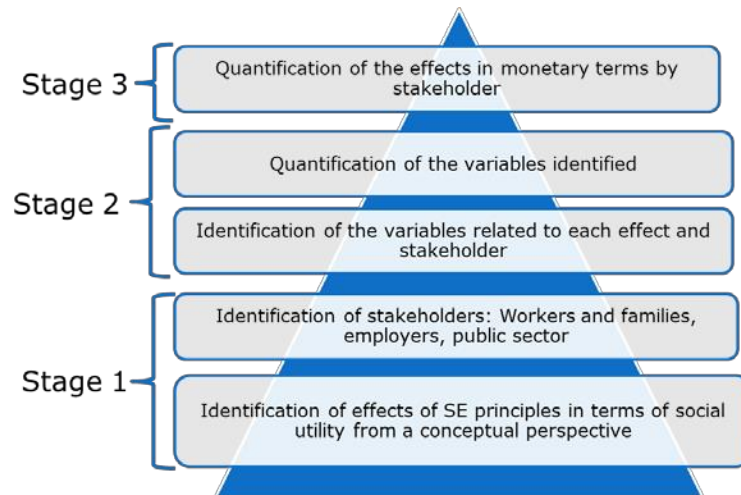 Stage 3
Quantification of the effects in monetary terms by
stakeholder
Stage 2
Quantification of the variables identified
Identification of the variables related to each effect and
stakeholder
Stage 1
Identification of stakeholders: Workers and families,
employers, public sector
Identification of effects of SE principles in terms of social
utility from a conceptual perspective